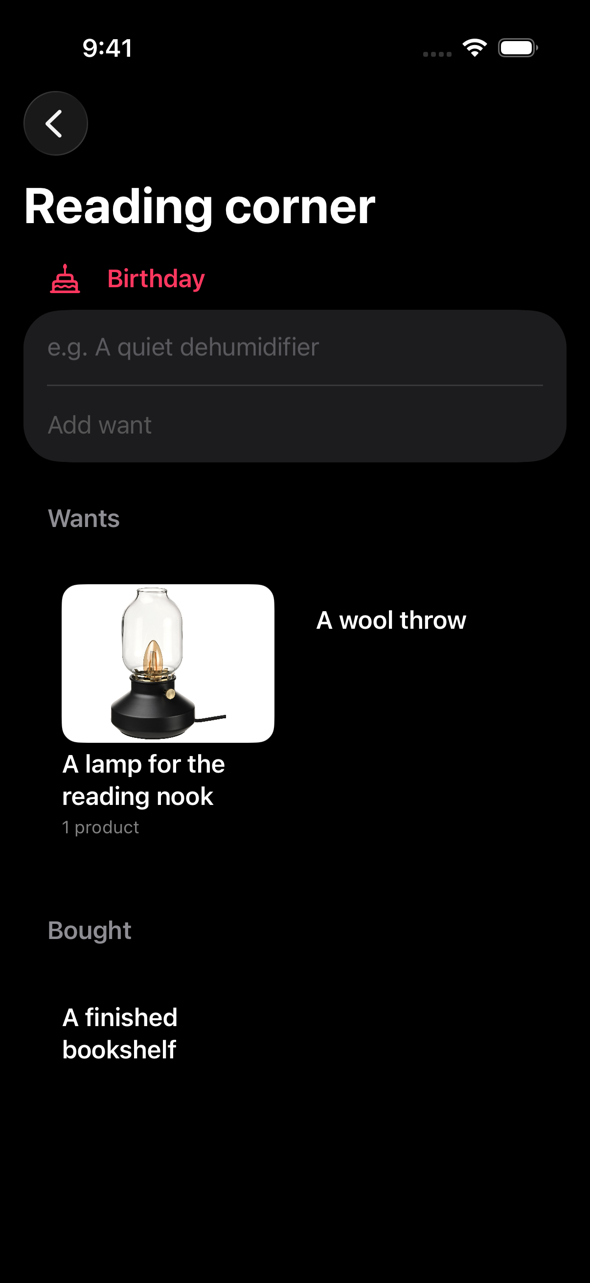 9:41
Reading corner
Birthday
e.g. A quiet dehumidifier
Add want
Wants
A lamp for the
reading nook
1 product
A wool throw
Bought
A finished
bookshelf